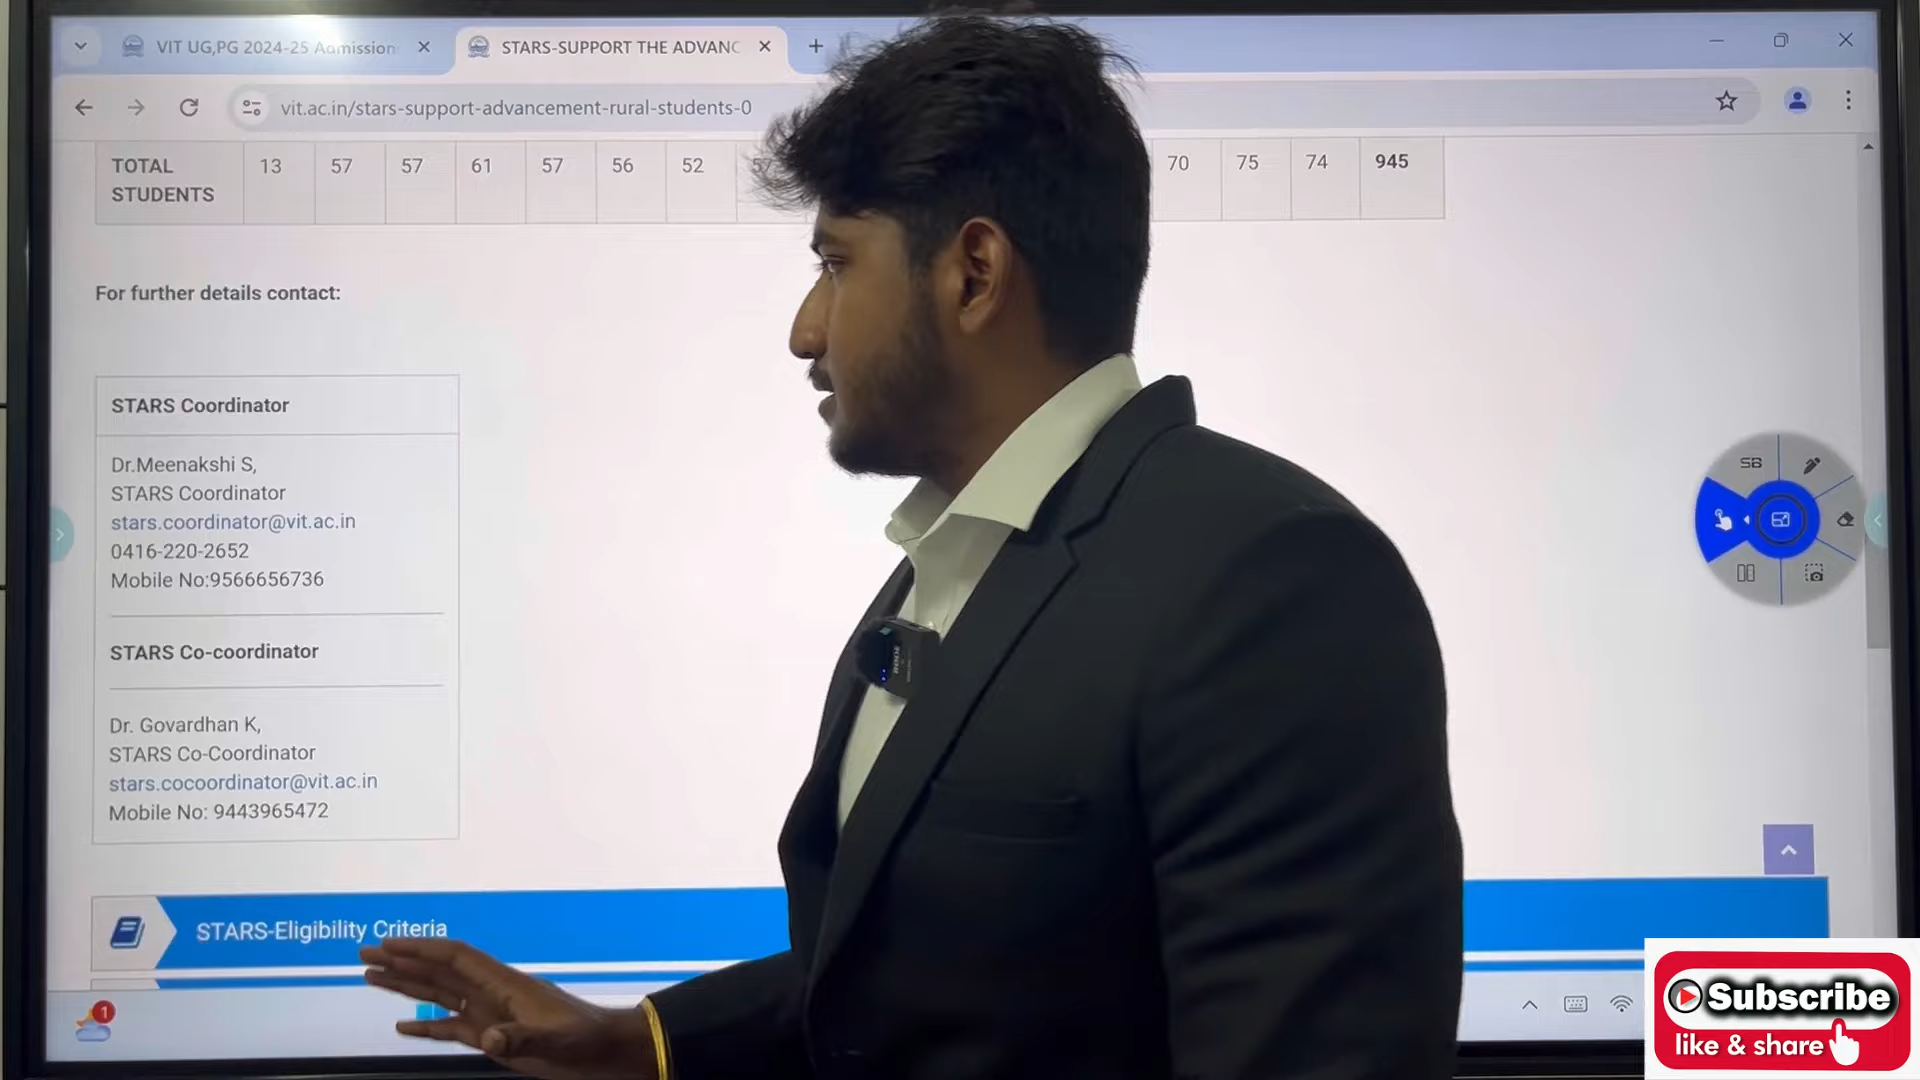 VIT UG,PG 2024-25 Admission
STARS-SUPPORT THE ADVANC
vit.ac.in/stars-support-advancement-rural-students-0
TOTAL STUDENTS 13 57 57 61 57 56 52 70 75 74 945
For further details contact:
STARS Coordinator
Dr.Meenakshi S,
STARS Coordinator
stars.coordinator@vit.ac.in
0416-220-2652
Mobile No:9566656736
STARS Co-coordinator
Dr. Govardhan K,
STARS Co-Coordinator
stars.cocoordinator@vit.ac.in
Mobile No: 9443965472
STARS-Eligibility Criteria
SB
1
Subscribe
like & share